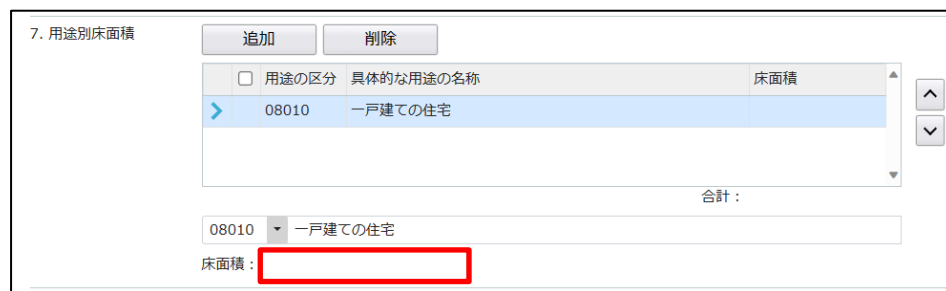 7. 用途別床面積
追加 削除
用途の区分 具体的な用途の名称 床面積
08010 一戸建ての住宅
合計：
08010 一戸建ての住宅
床面積：